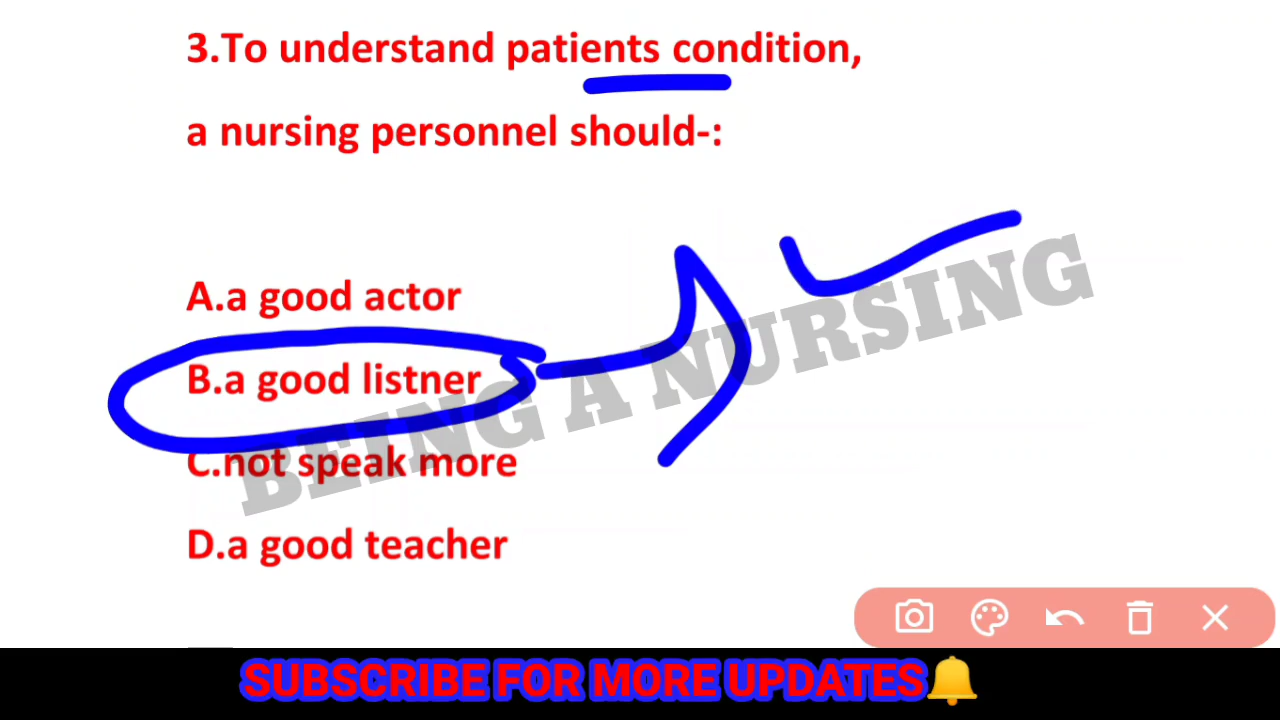 3.To understand patients condition,
a nursing personnel should-:
A.a good actor
B.a good listner
C.not speak more
D.a good teacher
BEING A NURSING
SUBSCRIBE FOR MORE UPDATES🔔